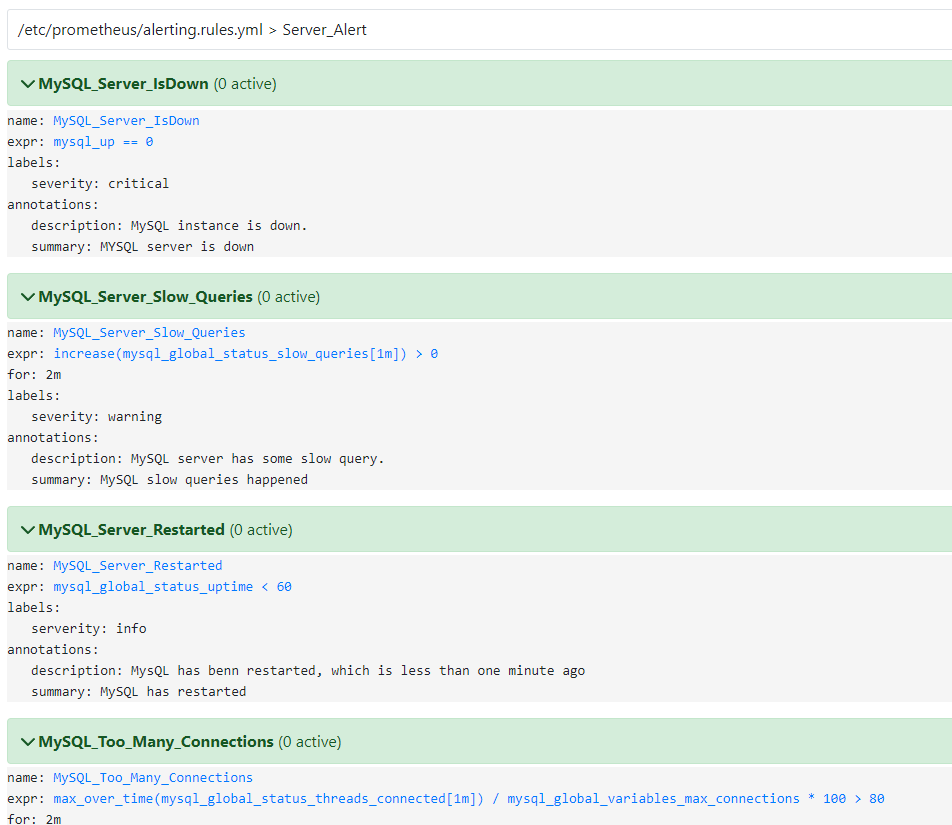 /etc/prometheus/alerting.rules.yml > Server_Alert
MySQL_Server_IsDown (0 active)
name: MySQL_Server_IsDown
expr: mysql_up == 0
labels:
severity: critical
annotations:
description: MySQL instance is down.
summary: MYSQL server is down
MySQL_Server_Slow_Queries (0 active)
name: MySQL_Server_Slow_Queries
expr: increase(mysql_global_status_slow_queries[1m]) > 0
for: 2m
labels:
severity: warning
annotations:
description: MySQL server has some slow query.
summary: MySQL slow queries happened
MySQL_Server_Restarted (0 active)
name: MySQL_Server_Restarted
expr: mysql_global_status_uptime < 60
labels:
serverity: info
annotations:
description: MysQL has benn restarted, which is less than one minute ago
summary: MySQL has restarted
MySQL_Too_Many_Connections (0 active)
name: MySQL_Too_Many_Connections
expr: max_over_time(mysql_global_status_threads_connected[1m]) / mysql_global_variables_max_connections * 100 > 80
for: 2m